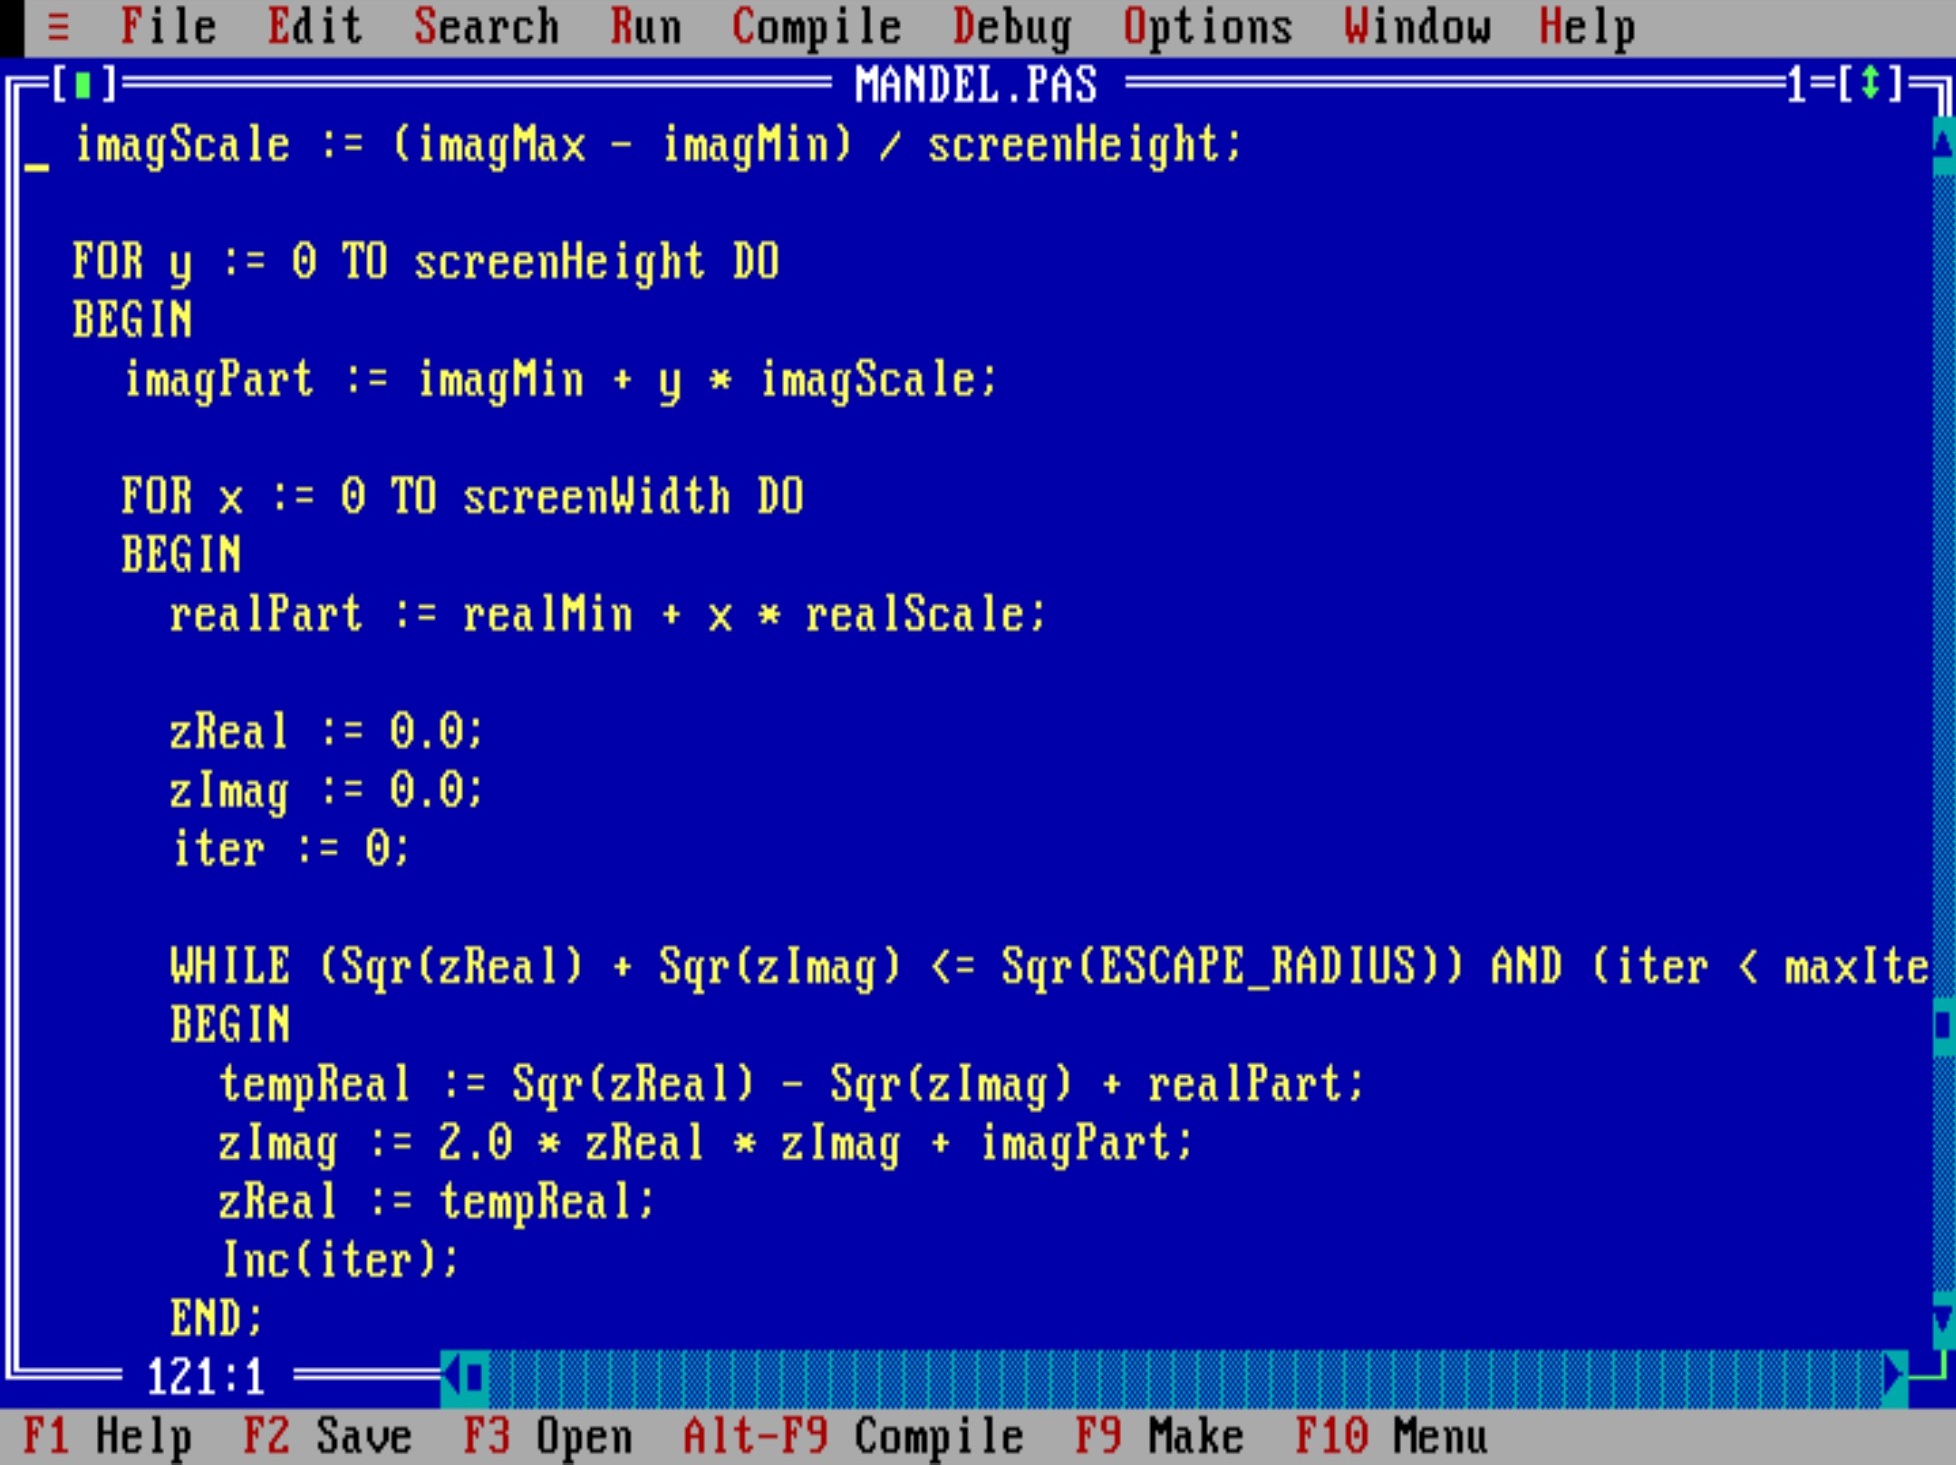 ≡ File Edit Search Run Compile Debug Options Window Help
[■] MANDEL.PAS 1=[↕]
imagScale := (imagMax - imagMin) / screenHeight;
FOR y := 0 TO screenHeight DO
BEGIN
imagPart := imagMin + y * imagScale;
FOR x := 0 TO screenWidth DO
BEGIN
realPart := realMin + x * realScale;
zReal := 0.0;
zImag := 0.0;
iter := 0;
WHILE (Sqr(zReal) + Sqr(zImag) <= Sqr(ESCAPE_RADIUS)) AND (iter < maxIte
BEGIN
tempReal := Sqr(zReal) - Sqr(zImag) + realPart;
zImag := 2.0 * zReal * zImag + imagPart;
zReal := tempReal;
Inc(iter);
END;
121:1
F1 Help F2 Save F3 Open Alt-F9 Compile F9 Make F10 Menu